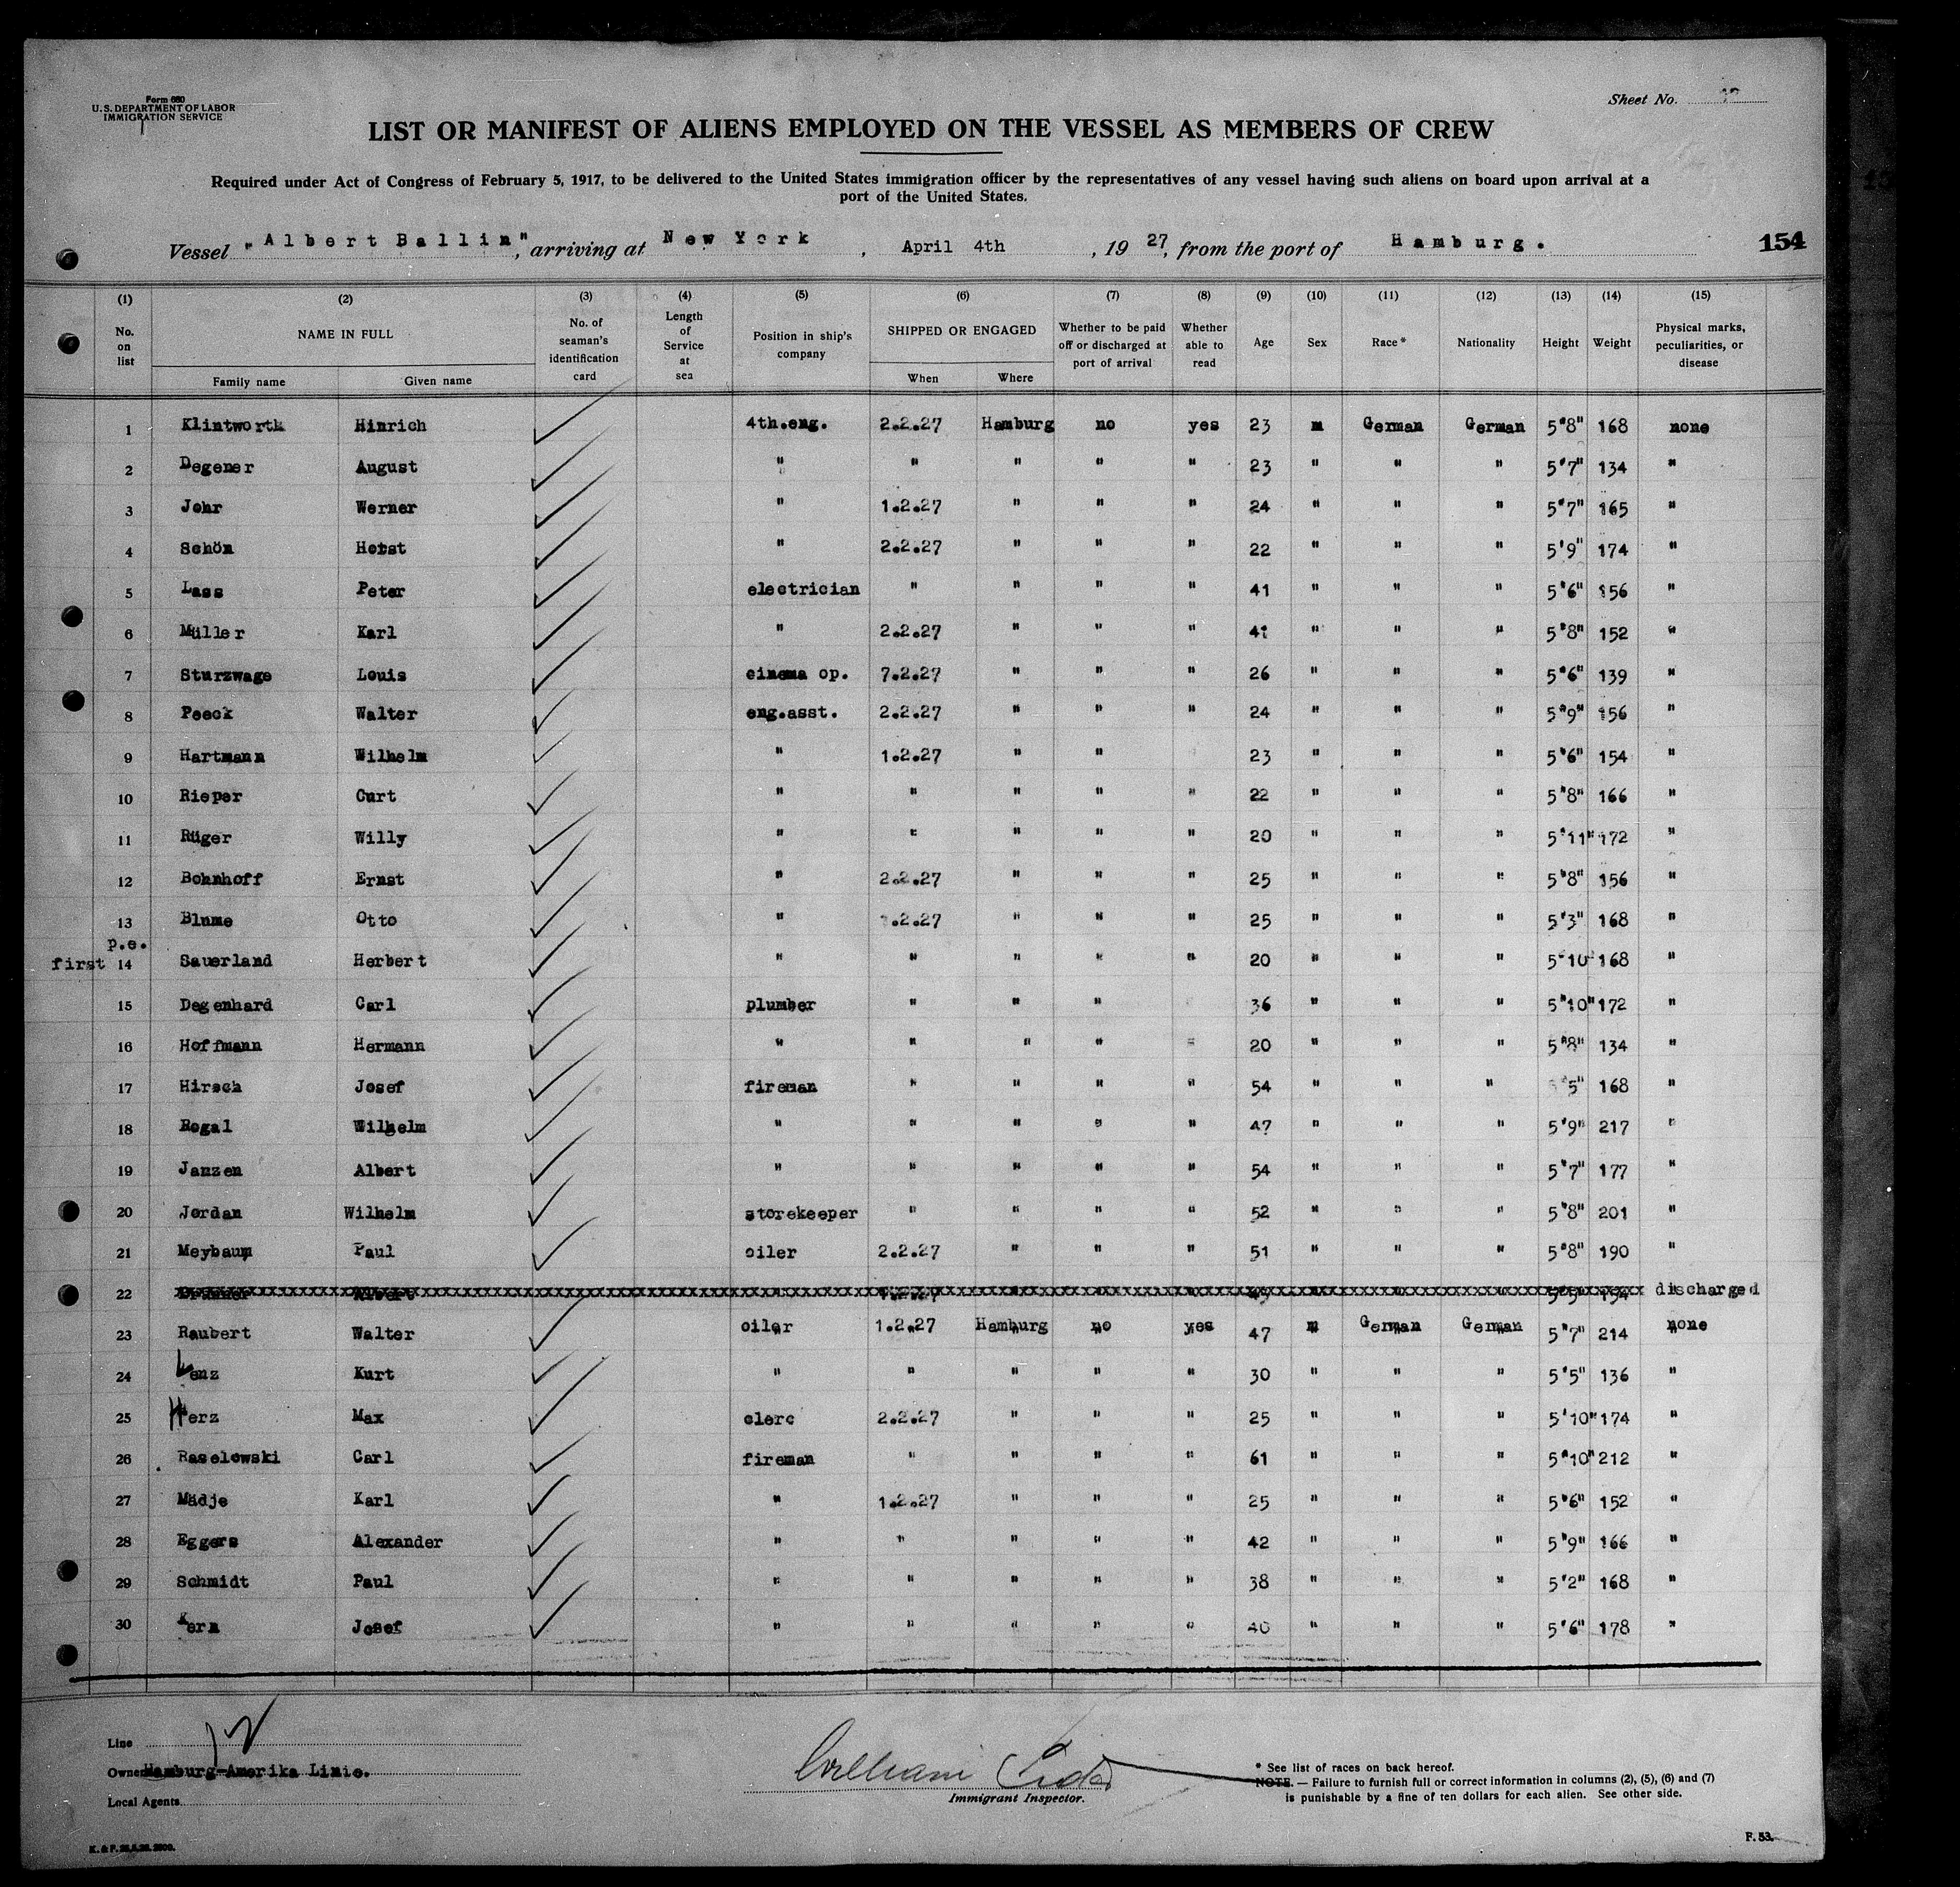 Form 680
U. S. DEPARTMENT OF LABOR
IMMIGRATION SERVICE
Sheet No.
LIST OR MANIFEST OF ALIENS EMPLOYED ON THE VESSEL AS MEMBERS OF CREW
Required under Act of Congress of February 5, 1917, to be delivered to the United States immigration officer by the representatives of any vessel having such aliens on board upon arrival at a
port of the United States.
Vessel "Albert Ballin", arriving at New York, April 4th, 1927, from the port of Hamburg. 154
(1) (2) (3) (4) (5) (6) (7) (8) (9) (10) (11) (12) (13) (14) (15)
No. on list NAME IN FULL Family name Given name No. of seaman's identification card Length of Service at sea Position in ship's company SHIPPED OR ENGAGED When Where Whether to be paid off or discharged at port of arrival Whether able to read Age Sex Race* Nationality Height Weight Physical marks, peculiarities, or disease
1 Klintworth Hinrich 4th.eng. 2.2.27 Hamburg no yes 23 m German German 5'8" 168 none
2 Degener August " " " " " 23 " " " 5'7" 134 "
3 Johr Werner " 1.2.27 " " " 24 " " " 5'7" 165 "
4 Schön Horst " 2.2.27 " " " 22 " " " 5'9" 174 "
5 Lass Peter electrician " " " " 41 " " " 5'6" 156 "
6 Müller Karl " 2.2.27 " " " 41 " " " 5'8" 152 "
7 Sturzwage Louis cinema op. 7.2.27 " " " 26 " " " 5'6" 139 "
8 Peeck Walter eng.asst. 2.2.27 " " " 24 " " " 5'9" 156 "
9 Hartmann Wilhelm " 1.2.27 " " 23 " " " 5'6" 154 "
10 Rieper Curt " " " " " 22 " " " 5'8" 166 "
11 Rüger Willy " " " " " 20 " " " 5'11" 172 "
12 Bohnhoff Ernst " 2.2.27 " " " 25 " " " 5'8" 156 "
13 Blume Otto " 1.2.27 " " " 25 " " " 5'3" 168 "
p.e.
first 14 Sauerland Herbert " " " " " 20 " " " 5'10" 168 "
15 Degenhard Carl plumber " " " 36 " " " 5'10" 172 "
16 Hoffmann Hermann " " " " " 20 " " " 5'8" 134 "
17 Hirsch Josef fireman " " " " 54 " " " 5" 168 "
18 Rogal Wilhelm " " " " " 47 " " " 5'9" 217 "
19 Janzen Albert " " " " " 54 " " " 5'7" 177 "
20 Jordan Wilhelm storekeeper " " " " 52 " " " 5'8" 201 "
21 Meybaum Paul oiler 2.2.27 " " " 51 " " " 5'8" 190 "
22 Albert discharged
23 Raubert Walter oiler 1.2.27 Hamburg no yes 47 m German German 5'7" 214 none
24 Lenz Kurt " " " " " 30 " " " 5'5" 136 "
25 Herz Max clerc 2.2.27 " " " 25 " " " 5'10" 174 "
26 Raselowski Carl fireman " " " " 61 " " " 5'10" 212 "
27 Mädje Karl " 1.2.27 " " " 25 " " " 5'6" 152 "
28 Eggers Alexander " " " " " 42 " " " 5'9" 166 "
29 Schmidt Paul " " " " " 38 " " " 5'2" 168 "
30 Kern Josef " " " " " 40 " " " 5'6" 178 "
Line
Owners Hamburg-Amerika Linie.
Local Agents
William
Immigrant Inspector.
* See list of races on back hereof.
NOTE. — Failure to furnish full or correct information in columns (2), (5), (6) and (7)
is punishable by a fine of ten dollars for each alien. See other side.
F. 53.